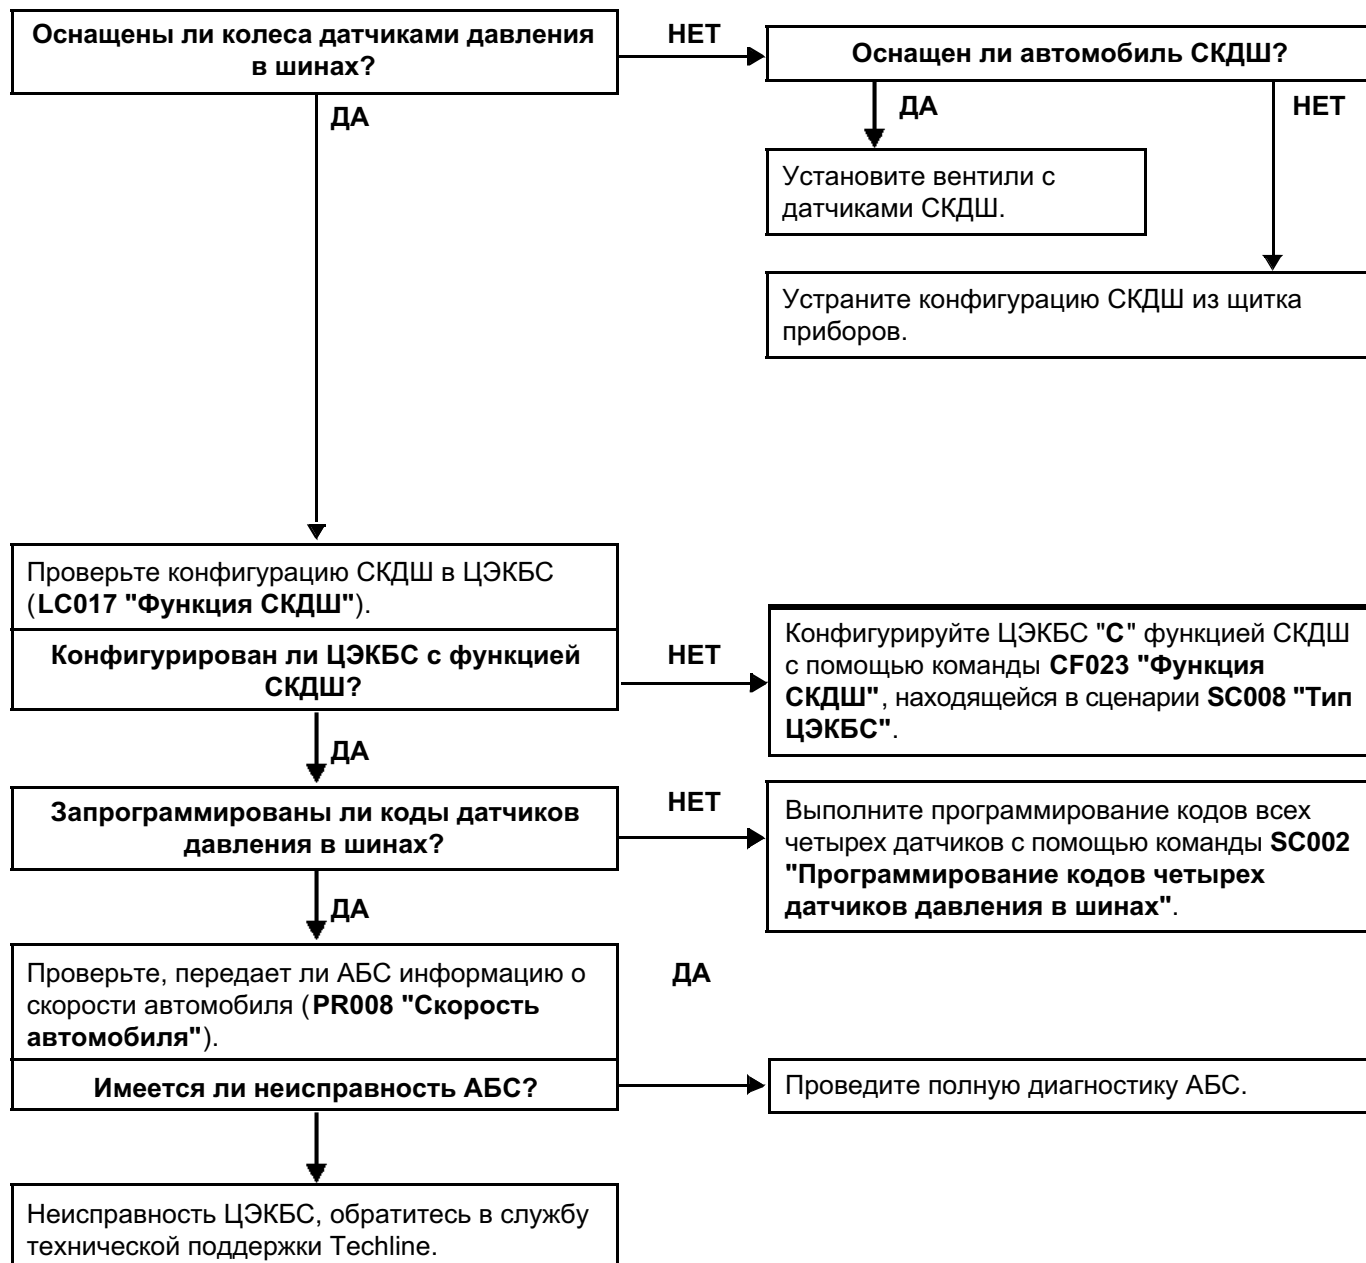 Оснащены ли колеса датчиками давления
в шинах?
НЕТ
Оснащен ли автомобиль СКДШ?
ДА
ДА
НЕТ
Установите вентили с
датчиками СКДШ.
Устраните конфигурацию СКДШ из щитка
приборов.
Проверьте конфигурацию СКДШ в ЦЭКБС
(LC017 "Функция СКДШ").
Конфигурирован ли ЦЭКБС с функцией
СКДШ?
НЕТ
Конфигурируйте ЦЭКБС "С" функцией СКДШ
с помощью команды CF023 "Функция
СКДШ", находящейся в сценарии SC008 "Тип
ЦЭКБС".
ДА
Запрограммированы ли коды датчиков
давления в шинах?
НЕТ
Выполните программирование кодов всех
четырех датчиков с помощью команды SC002
"Программирование кодов четырех
датчиков давления в шинах".
ДА
Проверьте, передает ли АБС информацию о
скорости автомобиля (PR008 "Скорость
автомобиля").
ДА
Имеется ли неисправность АБС?
Проведите полную диагностику АБС.
Неисправность ЦЭКБС, обратитесь в службу
технической поддержки Techline.